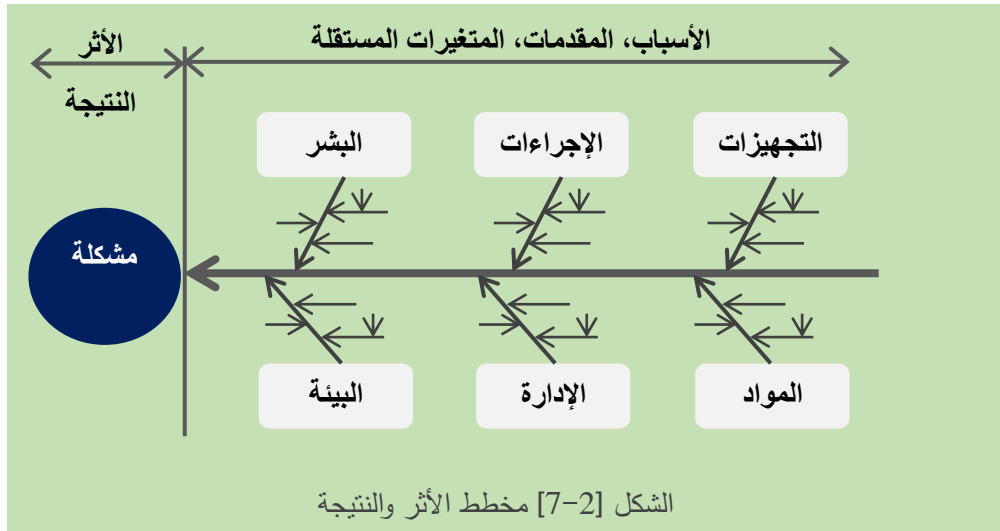 الأسباب، المقدمات، المتغيرات المستقلة
الأثر
النتيجة
التجهيزات
الإجراءات
البشر
مشكلة
المواد
الإدارة
البيئة
الشكل [2-7] مخطط الأثر والنتيجة